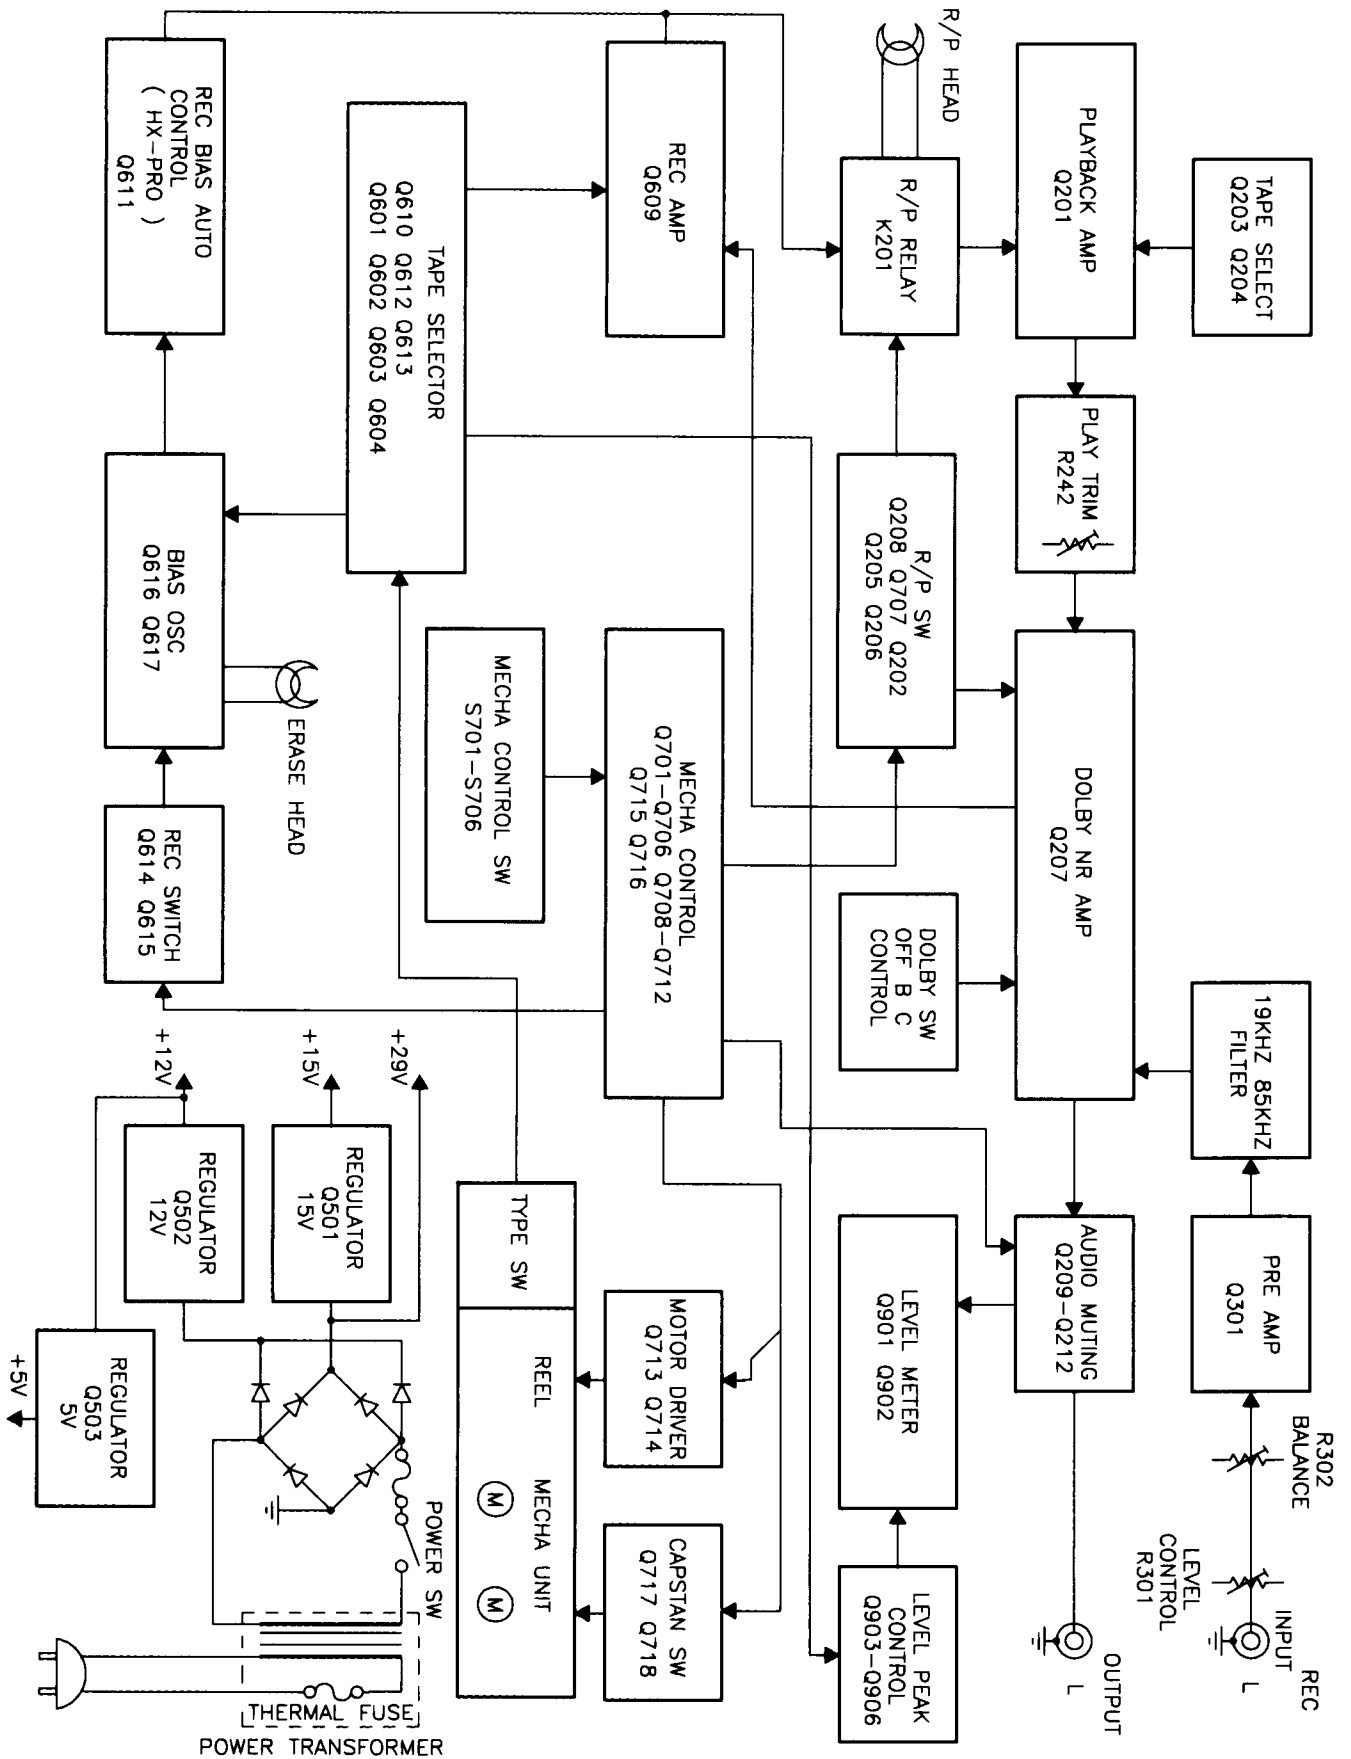 TAPE SELECT
Q203 Q204
19KHZ 85KHZ
FILTER
PRE AMP
Q301
R302
BALANCE
LEVEL
CONTROL
R301
REC
INPUT
L
R/P HEAD
PLAYBACK AMP
Q201
PLAY TRIM
R242
DOLBY NR AMP
Q207
AUDIO MUTING
Q209-Q212
OUTPUT
L
R/P RELAY
K201
R/P SW
Q208 Q707 Q202
Q205 Q206
DOLBY SW
OFF B C
CONTROL
LEVEL METER
Q901 Q902
LEVEL PEAK
CONTROL
Q903-Q906
REC AMP
Q609
MECHA CONTROL
Q701-Q706 Q708-Q712
Q715 Q716
MOTOR DRIVER
Q713 Q714
CAPSTAN SW
Q717 Q718
TAPE SELECTOR
Q610 Q612 Q613
Q601 Q602 Q603 Q604
MECHA CONTROL SW
S701-S706
TYPE SW
REEL
MECHA UNIT
M
M
REC BIAS AUTO
CONTROL
( HX-PRO )
Q611
BIAS OSC
Q616 Q617
ERASE HEAD
REC SWITCH
Q614 Q615
+29V
+15V
+12V
REGULATOR
Q501
15V
REGULATOR
Q502
12V
REGULATOR
Q503
5V
+5V
POWER SW
THERMAL FUSE
POWER TRANSFORMER